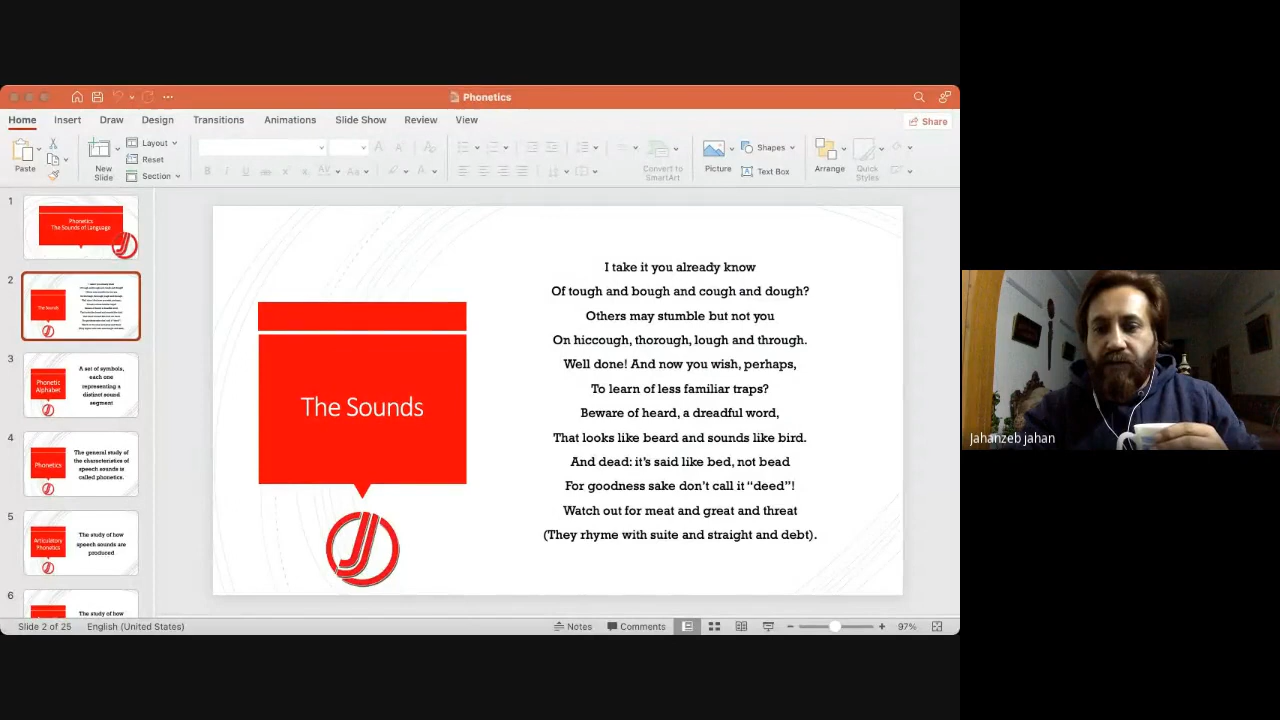 Phonetics
Home Insert Draw Design Transitions Animations Slide Show Review View Share
Paste
New Slide
Layout
Reset
Section
Convert to SmartArt
Picture
Shapes
Text Box
Arrange
Quick Styles
1
Phonetics
The Sounds of Language
2
The Sounds
3
Phonetic Alphabet
A set of symbols,
each one
representing a
distinct sound
segment
4
Phonetics
The general study of
the characteristics of
speech sounds is
called phonetics.
5
Articulatory Phonetics
The study of how
speech sounds are
produced
6
The study of how
The Sounds
I take it you already know
Of tough and bough and cough and dough?
Others may stumble but not you
On hiccough, thorough, lough and through.
Well done! And now you wish, perhaps,
To learn of less familiar traps?
Beware of heard, a dreadful word,
That looks like beard and sounds like bird.
And dead: it's said like bed, not bead
For goodness sake don't call it “deed”!
Watch out for meat and great and threat
(They rhyme with suite and straight and debt).
Slide 2 of 25 English (United States) Notes Comments 97%
Jahanzeb jahan